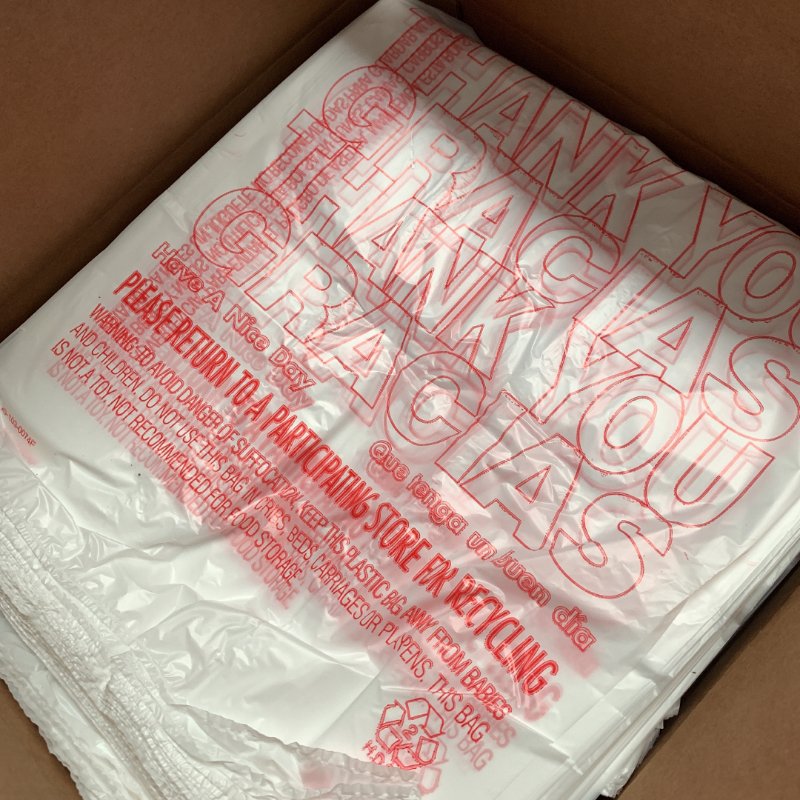 THANK YOU
GRACIAS
THANK YOU
GRACIAS
Have A Nice Day
Que tenga un buen día
PLEASE RETURN TO A PARTICIPATING STORE FOR RECYCLING
WARNING: TO AVOID DANGER OF SUFFOCATION, KEEP THIS PLASTIC BAG AWAY FROM BABIES
AND CHILDREN. DO NOT USE THIS BAG IN CRIBS, BEDS, CARRIAGES OR PLAYPENS. THIS BAG
IS NOT A TOY. NOT RECOMMENDED FOR FOOD STORAGE
2